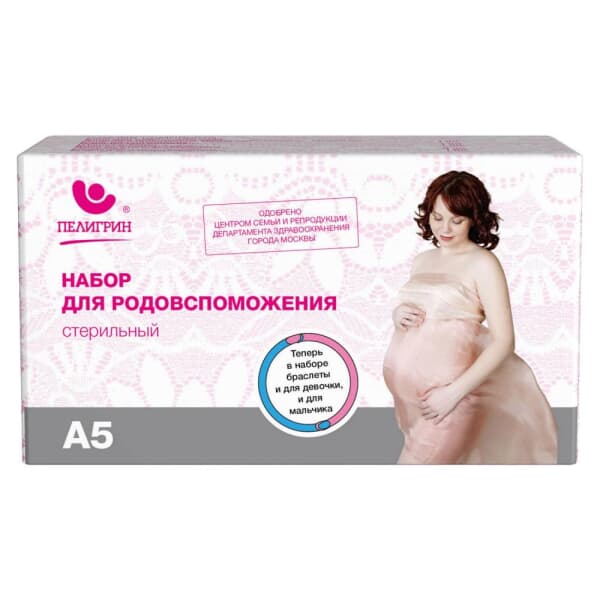 ПЕЛИГРИН®
ОДОБРЕНО
ЦЕНТРОМ СЕМЬИ И РЕПРОДУКЦИИ
ДЕПАРТАМЕНТА ЗДРАВООХРАНЕНИЯ
ГОРОДА МОСКВЫ
НАБОР
ДЛЯ РОДОВСПОМОЖЕНИЯ
стерильный
Теперь
в наборе
браслеты
и для девочки,
и для
мальчика
А5